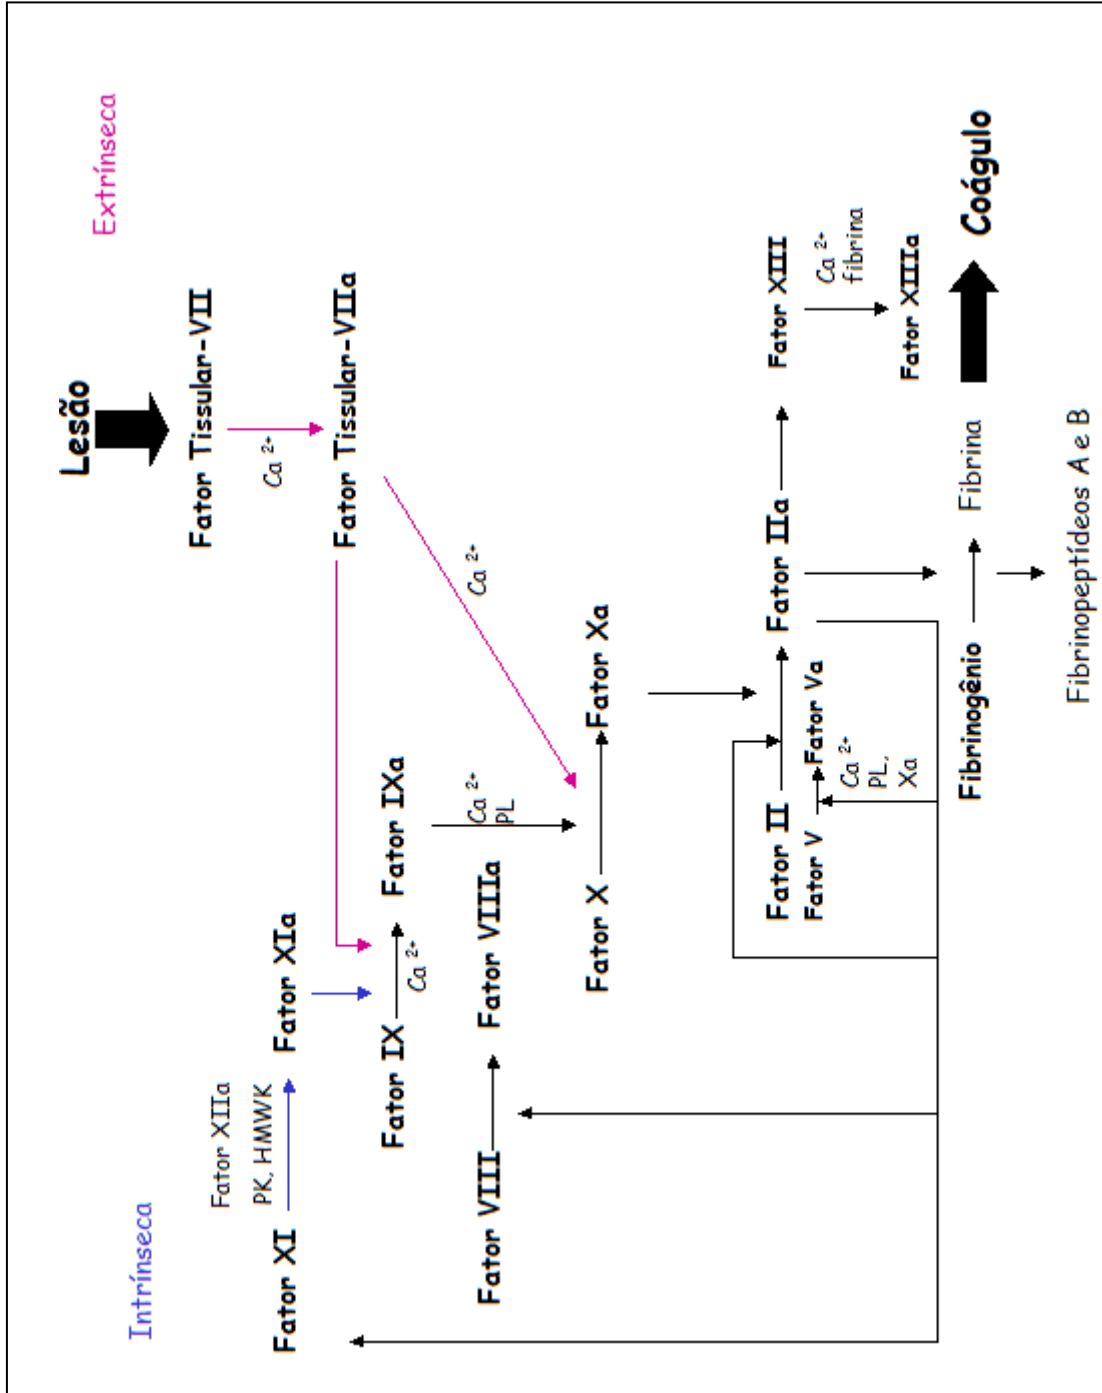 Intrínseca
Extrínseca
Lesão
Fator Tissular-VII
Ca 2+
Fator Tissular-VIIa
Fator XIIa
PK, HMWK
Fator XI
Fator XIa
Fator IX
Ca 2+
Fator IXa
Fator VIII
Fator VIIIa
Ca 2+
PL
Ca 2+
Fator X
Fator Xa
Fator II
Fator IIa
Fator XIII
Fator V
Fator Va
Ca 2+
PL,
Xa
Ca 2+
fibrina
Fator XIIIa
Fibrinogênio
Fibrina
Coágulo
Fibrinopeptídeos A e B